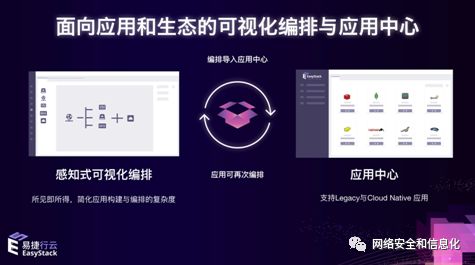 面向应用和生态的可视化编排与应用中心
编排导入应用中心
EasyStack
感知式可视化编排
应用可再次编排
应用中心
所见即所得，简化应用构建与编排的复杂度
支持Legacy与Cloud Native 应用
易捷行云
EasyStack
网络安全和信息化